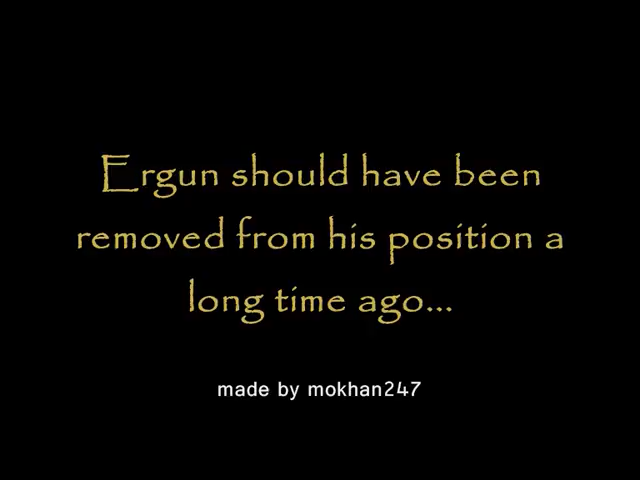 Ergun should have been
removed from his position a
long time ago...
made by mokhan247